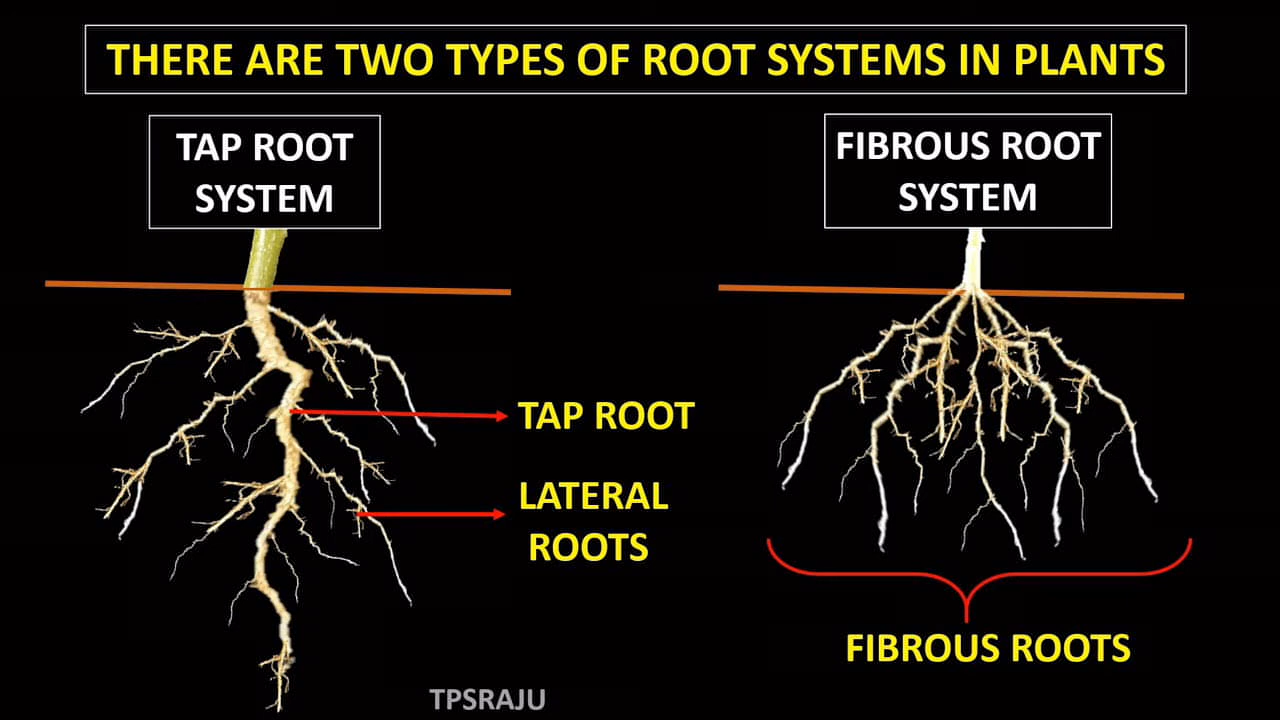 THERE ARE TWO TYPES OF ROOT SYSTEMS IN PLANTS
TAP ROOT
SYSTEM
FIBROUS ROOT
SYSTEM
TAP ROOT
LATERAL
ROOTS
FIBROUS ROOTS
TPSRAJU